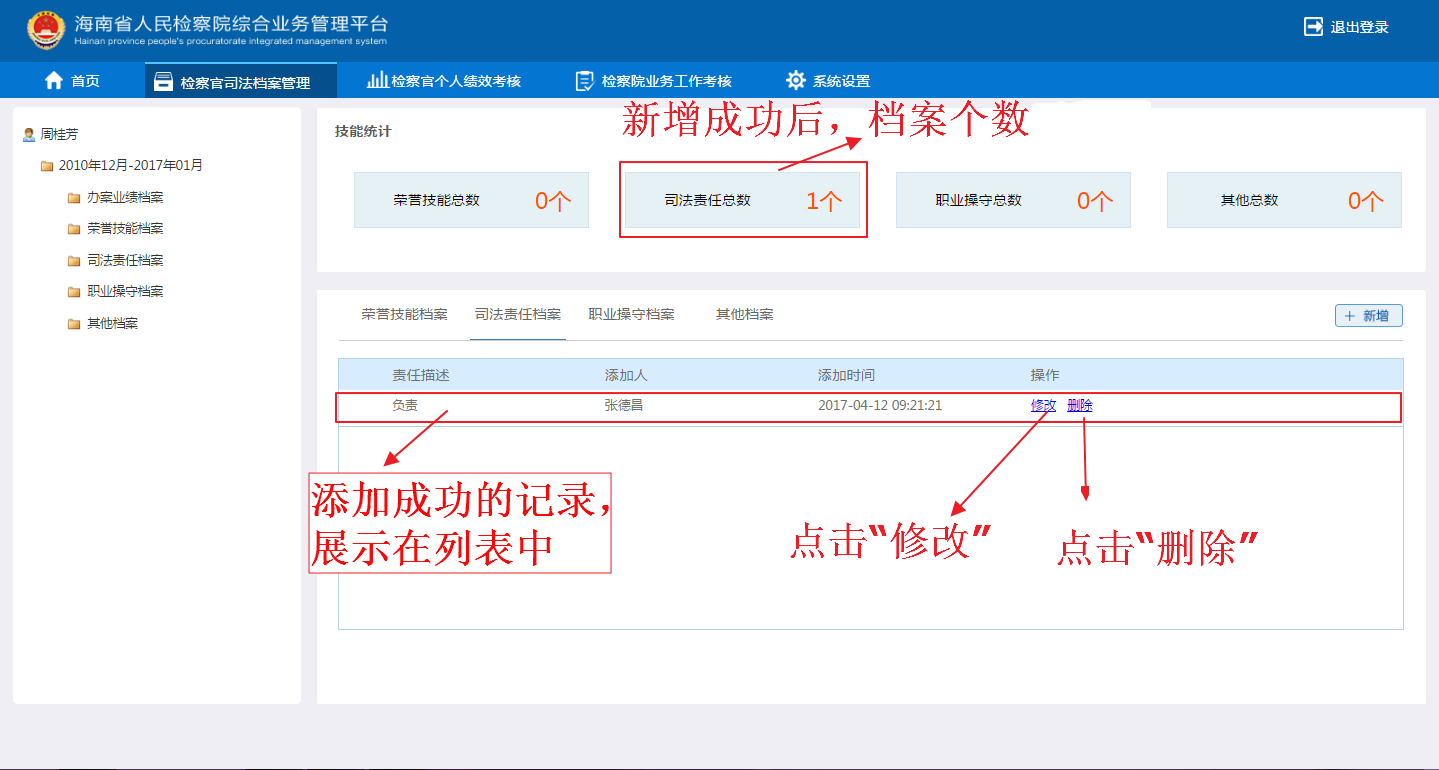 海南省人民检察院综合业务管理平台
Hainan province people's procuratorate integrated management system
退出登录
首页
检察官司法档案管理
检察官个人绩效考核
检察院业务工作考核
系统设置
周桂芳
2010年12月-2017年01月
办案业绩档案
荣誉技能档案
司法责任档案
职业操守档案
其他档案
技能统计
新增成功后，档案个数
荣誉技能总数 0个
司法责任总数 1个
职业操守总数 0个
其他总数 0个
荣誉技能档案 司法责任档案 职业操守档案 其他档案
+ 新增
责任描述 添加人 添加时间 操作
负责 张德昌 2017-04-12 09:21:21 修改 删除
添加成功的记录，
展示在列表中
点击“修改”
点击“删除”